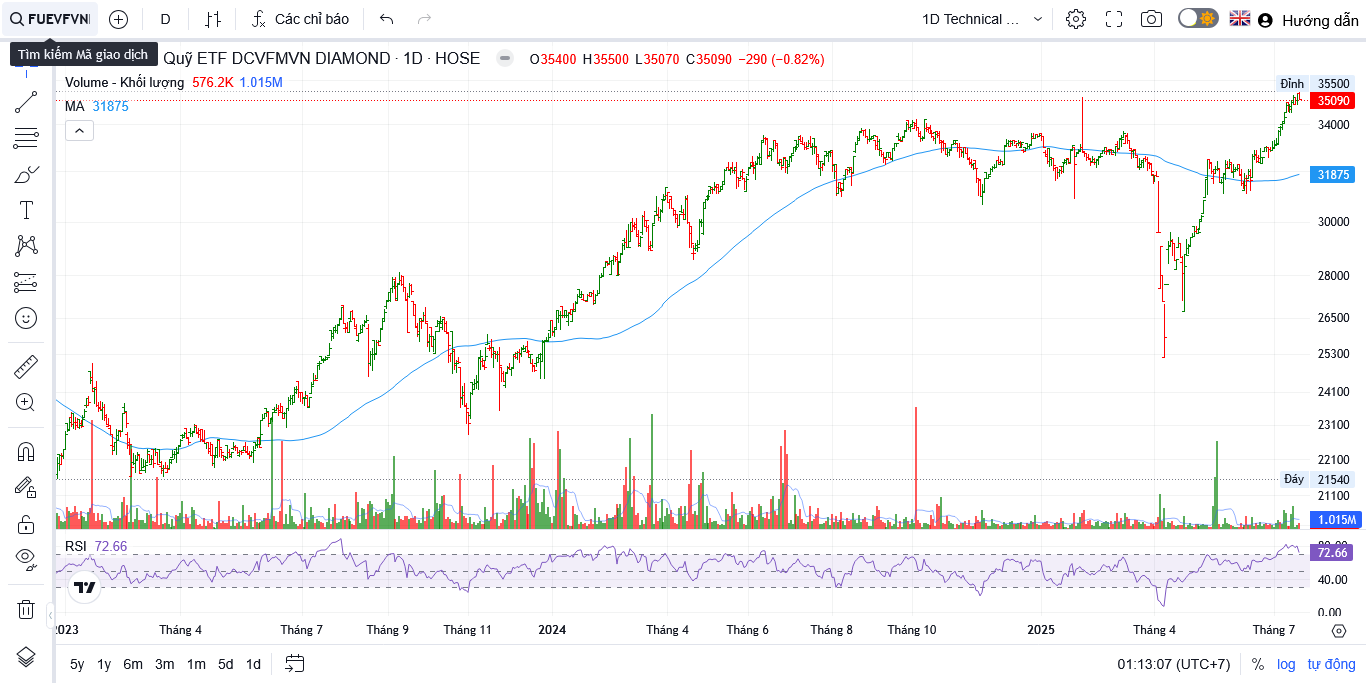 FUEVFVN
D
Các chỉ báo
1D Technical ...
Hướng dẫn
Tìm kiếm Mã giao dịch
Quỹ ETF DCVFMVN DIAMOND · 1D · HOSE
O35400 H35500 L35070 C35090 −290 (−0.82%)
Volume - Khối lượng 576.2K 1.015M
MA 31875
Đỉnh 35500
35090
34000
31875
30000
28000
26500
25300
24100
23100
22100
Đáy 21540
21100
1.015M
RSI 72.66
72.66
40.00
0.00
2023 Tháng 4 Tháng 7 Tháng 9 Tháng 11 2024 Tháng 4 Tháng 6 Tháng 8 Tháng 10 2025 Tháng 4 Tháng 7
5y 1y 6m 3m 1m 5d 1d
01:13:07 (UTC+7) % log tự động